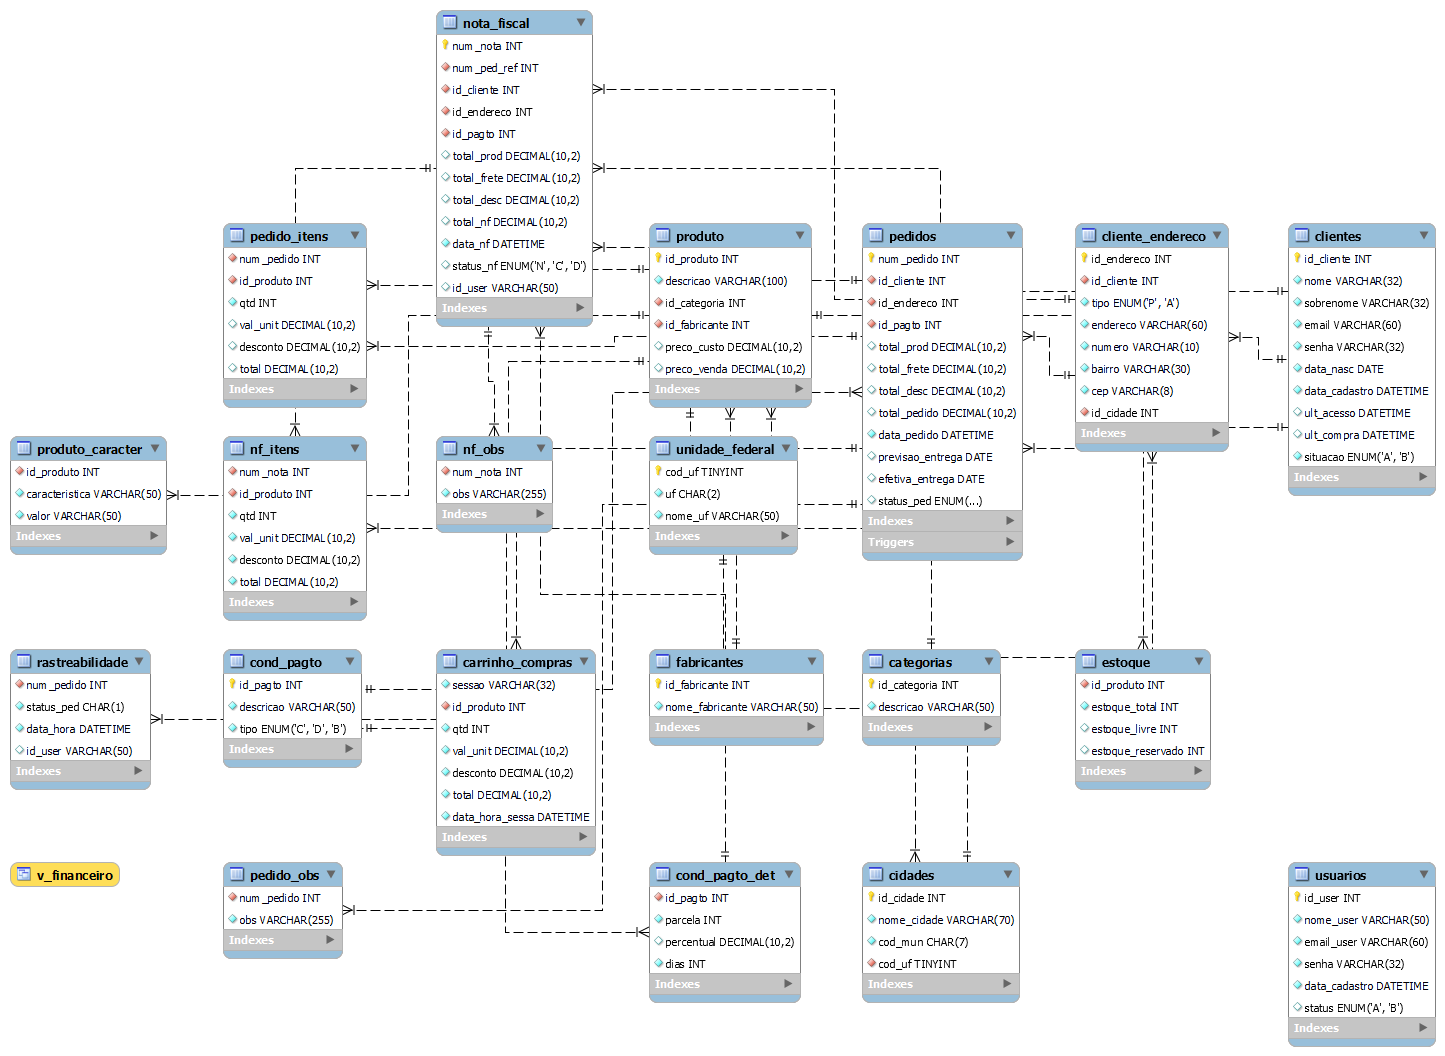 nota_fiscal
num_nota INT
num_ped_ref INT
id_cliente INT
id_endereco INT
id_pagto INT
total_prod DECIMAL(10,2)
total_frete DECIMAL(10,2)
total_desc DECIMAL(10,2)
total_nf DECIMAL(10,2)
data_nf DATETIME
status_nf ENUM('N', 'C', 'D')
id_user VARCHAR(50)
Indexes
pedido_itens
num_pedido INT
id_produto INT
qtd INT
val_unit DECIMAL(10,2)
desconto DECIMAL(10,2)
total DECIMAL(10,2)
Indexes
produto
id_produto INT
descricao VARCHAR(100)
id_categoria INT
id_fabricante INT
preco_custo DECIMAL(10,2)
preco_venda DECIMAL(10,2)
Indexes
pedidos
num_pedido INT
id_cliente INT
id_endereco INT
id_pagto INT
total_prod DECIMAL(10,2)
total_frete DECIMAL(10,2)
total_desc DECIMAL(10,2)
total_pedido DECIMAL(10,2)
data_pedido DATETIME
previsao_entrega DATE
efetiva_entrega DATE
status_ped ENUM(...)
Indexes
Triggers
cliente_endereco
id_endereco INT
id_cliente INT
tipo ENUM('P', 'A')
endereco VARCHAR(60)
numero VARCHAR(10)
bairro VARCHAR(30)
cep VARCHAR(8)
id_cidade INT
Indexes
clientes
id_cliente INT
nome VARCHAR(32)
sobrenome VARCHAR(32)
email VARCHAR(60)
senha VARCHAR(32)
data_nasc DATE
data_cadastro DATETIME
ult_acesso DATETIME
ult_compra DATETIME
situacao ENUM('A', 'B')
Indexes
produto_caracter
id_produto INT
caracteristica VARCHAR(50)
valor VARCHAR(50)
Indexes
nf_itens
num_nota INT
id_produto INT
qtd INT
val_unit DECIMAL(10,2)
desconto DECIMAL(10,2)
total DECIMAL(10,2)
Indexes
nf_obs
num_nota INT
obs VARCHAR(255)
Indexes
unidade_federal
cod_uf TINYINT
uf CHAR(2)
nome_uf VARCHAR(50)
Indexes
rastreabilidade
num_pedido INT
status_ped CHAR(1)
data_hora DATETIME
id_user VARCHAR(50)
Indexes
cond_pagto
id_pagto INT
descricao VARCHAR(50)
tipo ENUM('C', 'D', 'B')
Indexes
carrinho_compras
sessao VARCHAR(32)
id_produto INT
qtd INT
val_unit DECIMAL(10,2)
desconto DECIMAL(10,2)
total DECIMAL(10,2)
data_hora_sessa DATETIME
Indexes
fabricantes
id_fabricante INT
nome_fabricante VARCHAR(50)
Indexes
categorias
id_categoria INT
descricao VARCHAR(50)
Indexes
estoque
id_produto INT
estoque_total INT
estoque_livre INT
estoque_reservado INT
Indexes
v_financeiro
pedido_obs
num_pedido INT
obs VARCHAR(255)
Indexes
cond_pagto_det
id_pagto INT
parcela INT
percentual DECIMAL(10,2)
dias INT
Indexes
cidades
id_cidade INT
nome_cidade VARCHAR(70)
cod_mun CHAR(7)
cod_uf TINYINT
Indexes
usuarios
id_user INT
nome_user VARCHAR(50)
email_user VARCHAR(60)
senha VARCHAR(32)
data_cadastro DATETIME
status ENUM('A', 'B')
Indexes